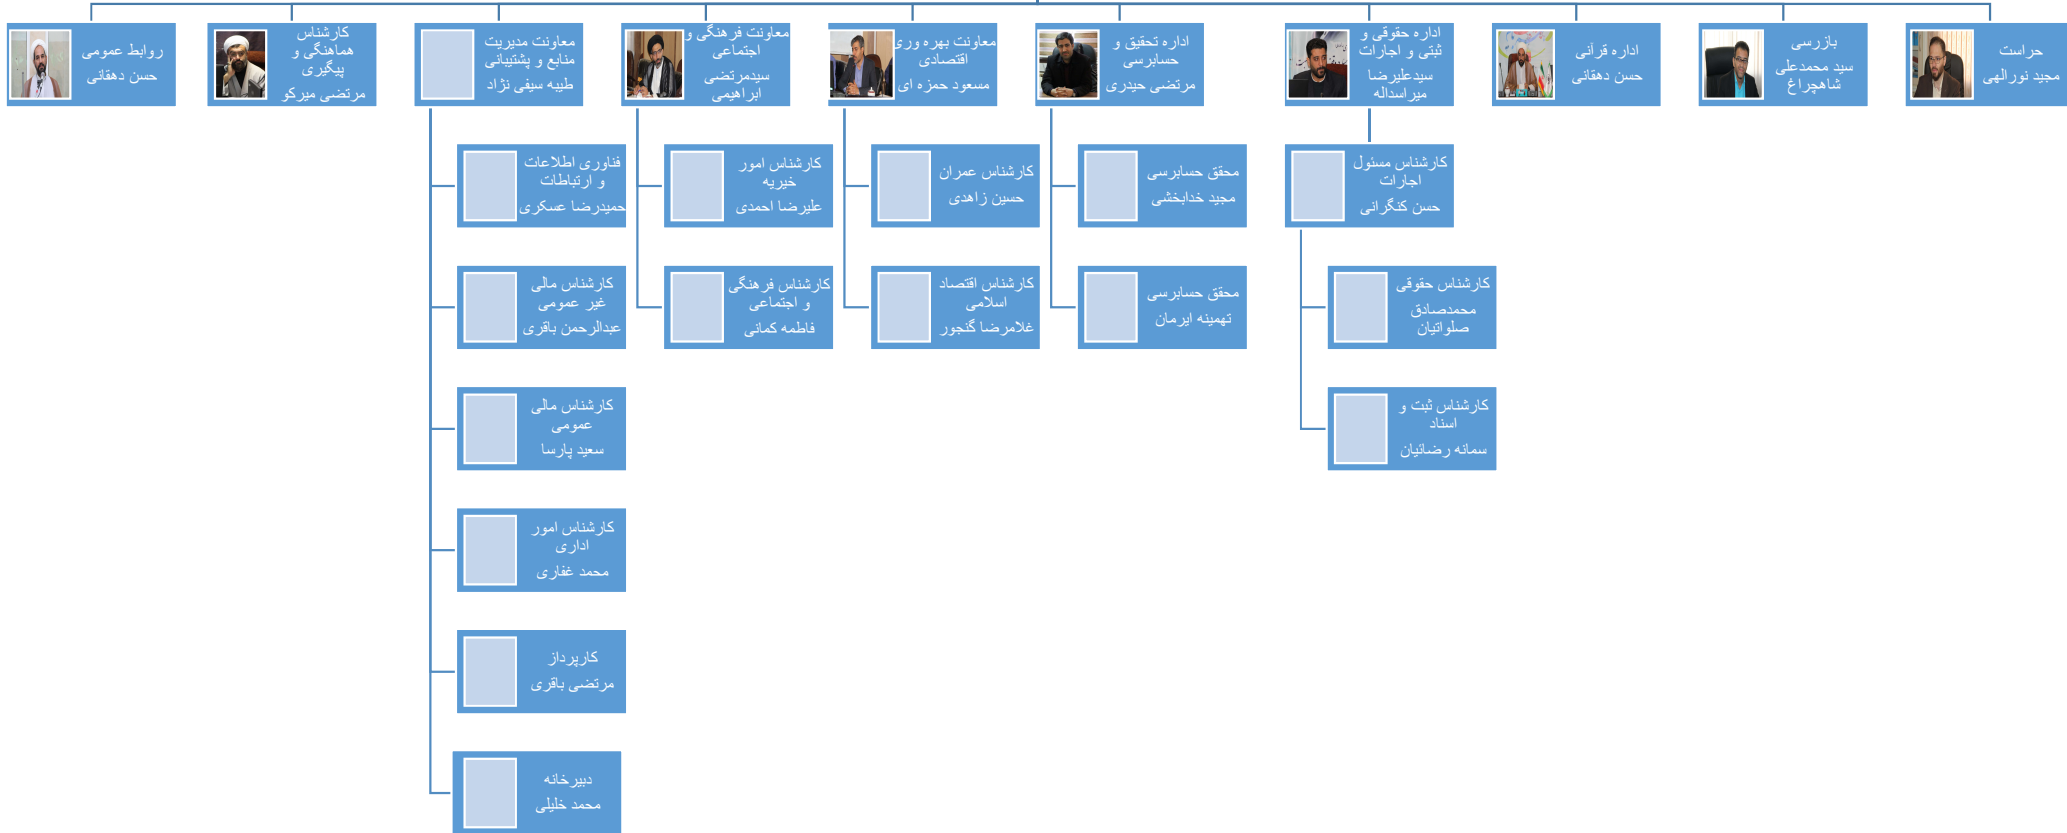 حراست
مجید نورالهی
بازرسی
سید محمدعلی
شاهچراغ
اداره قرآنی
حسن دهقانی
اداره حقوقی و
ثبتی و اجارات
سیدعلیرضا
میراسداله
اداره تحقیق و
حسابرسی
مرتضی حیدری
معاونت بهره وری
اقتصادی
مسعود حمزه ای
معاونت فرهنگی و
اجتماعی
سیدمرتضی
ابراهیمی
معاونت مدیریت
منابع و پشتیبانی
طیبه سیفی نژاد
کارشناس
هماهنگی و
پیگیری
مرتضی میرکو
روابط عمومی
حسن دهقانی
کارشناس مسئول
اجارات
حسن کنگرانی
محقق حسابرسی
مجید خدابخشی
کارشناس عمران
حسین زاهدی
کارشناس امور
خیریه
علیرضا احمدی
فناوری اطلاعات
و ارتباطات
حمیدرضا عسکری
کارشناس حقوقی
محمدصادق
صلواتیان
محقق حسابرسی
تهمینه ایرمان
کارشناس اقتصاد
اسلامی
غلامرضا گنجور
کارشناس فرهنگی
و اجتماعی
فاطمه کمانی
کارشناس مالی
غیر عمومی
عبدالرحمن باقری
کارشناس ثبت و
اسناد
سمانه رضائیان
کارشناس مالی
عمومی
سعید پارسا
کارشناس امور
اداری
محمد غفاری
کارپرداز
مرتضی باقری
دبیرخانه
محمد خلیلی